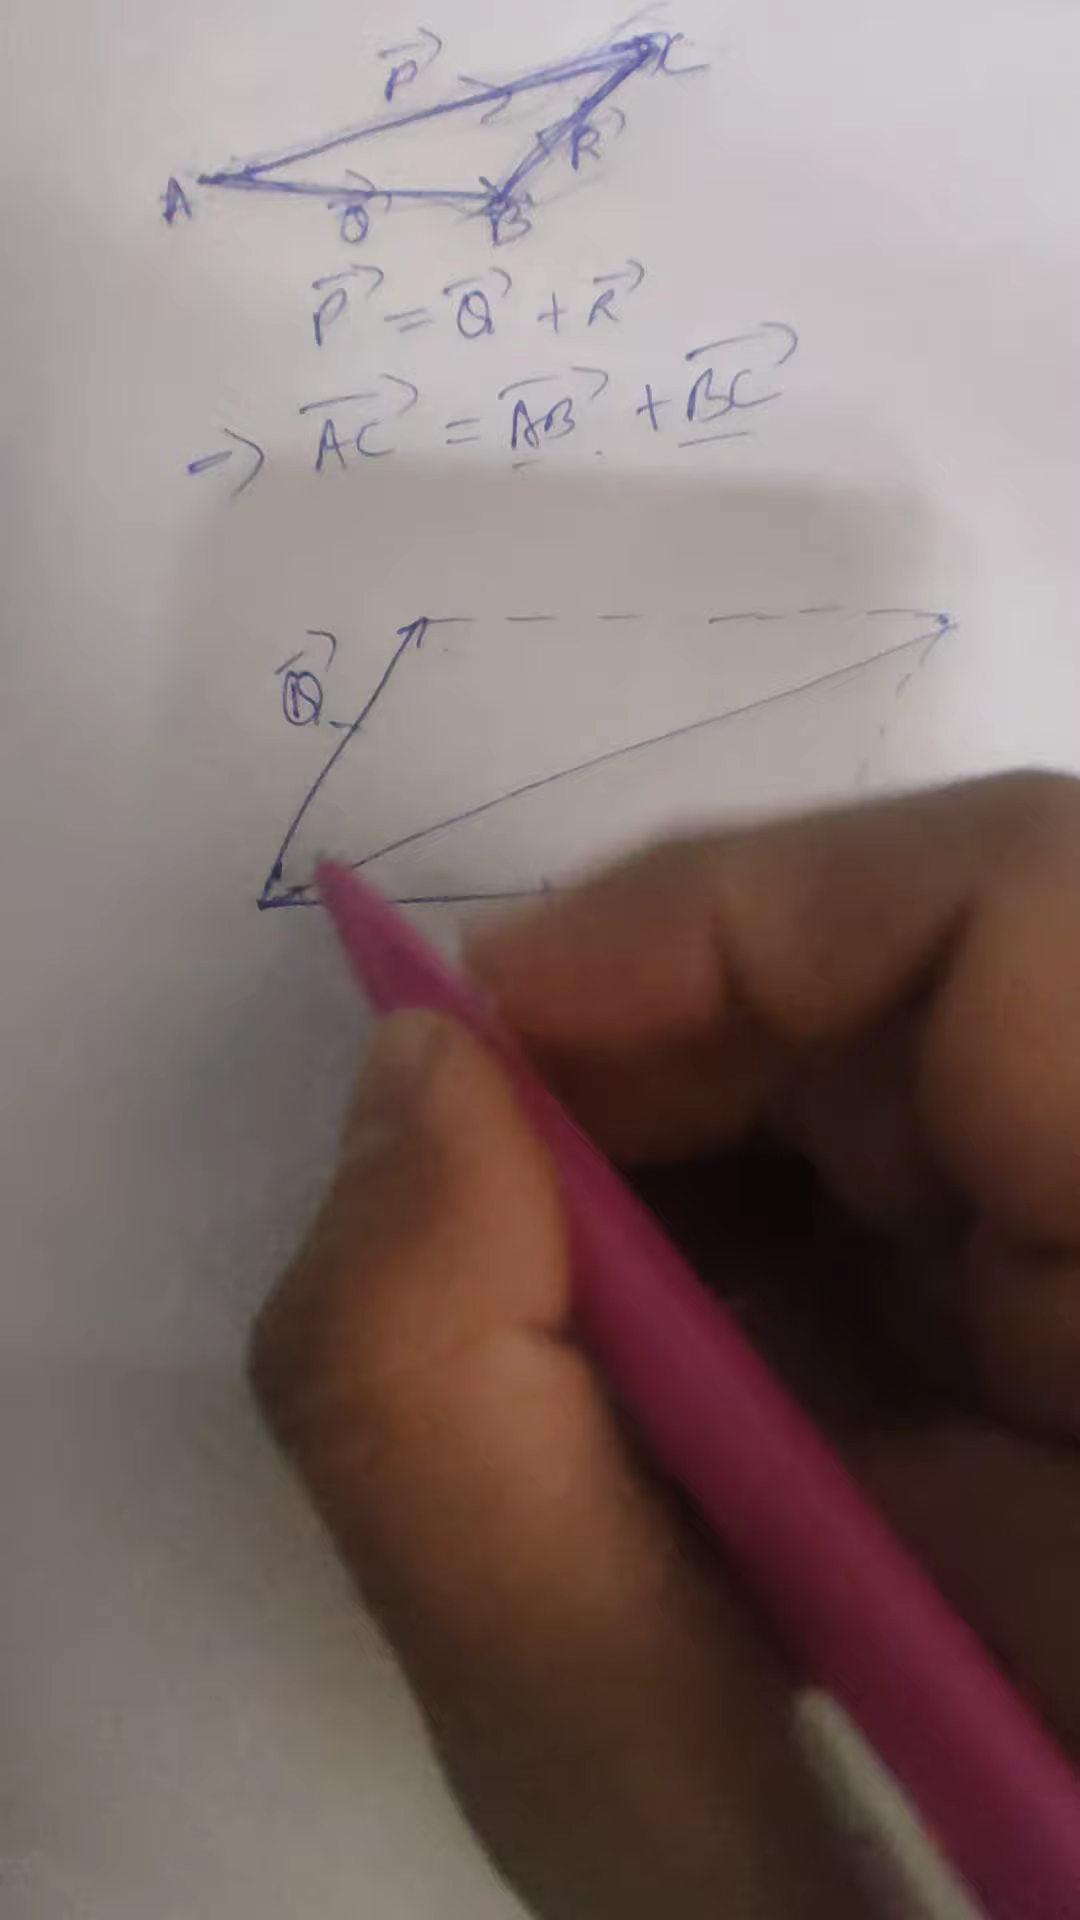 P⃗
C
R⃗
A
Q⃗
B
P⃗ = Q⃗ + R⃗
→ AC⃗ = AB⃗ + BC⃗
Q⃗